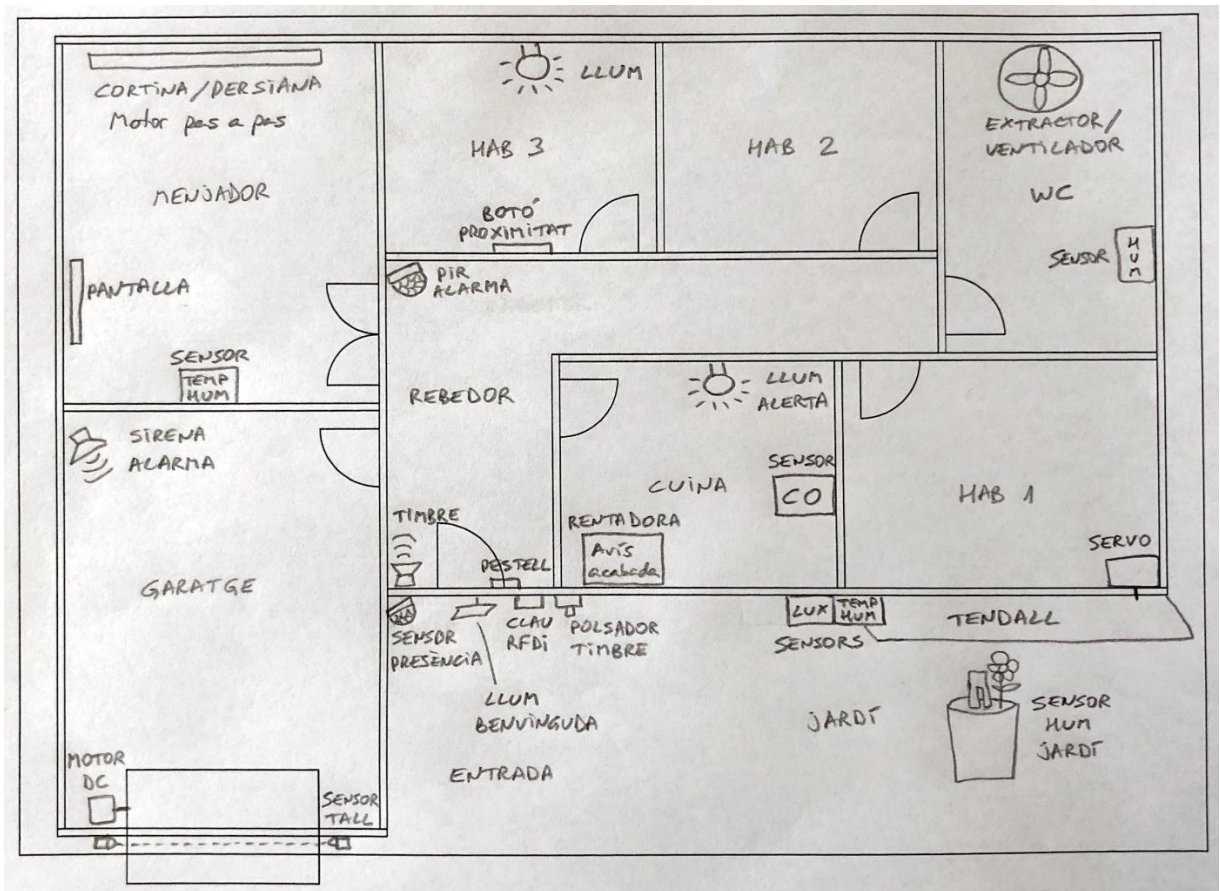 CORTINA/PERSIANA
Motor pas a pas
MENJADOR
PANTALLA
SENSOR
TEMP
HUM
LLUM
HAB 3
BOTÓ
PROXIMITAT
HAB 2
EXTRACTOR/
VENTILADOR
WC
SENSOR
HUM
PIR
ALARMA
REBEDOR
SIRENA
ALARMA
GARATGE
MOTOR
DC
SENSOR
TALL
TIMBRE
PESTELL
LLUM
ALERTA
SENSOR
CO
CUINA
RENTADORA
Avís
acabada
HAB 1
SERVO
SENSOR
PRESÈNCIA
CLAU
RFDi
POLSADOR
TIMBRE
LLUM
BENVINGUDA
ENTRADA
LUX
TEMP
HUM
SENSORS
TENDALL
JARDÍ
SENSOR
HUM
JARDÍ